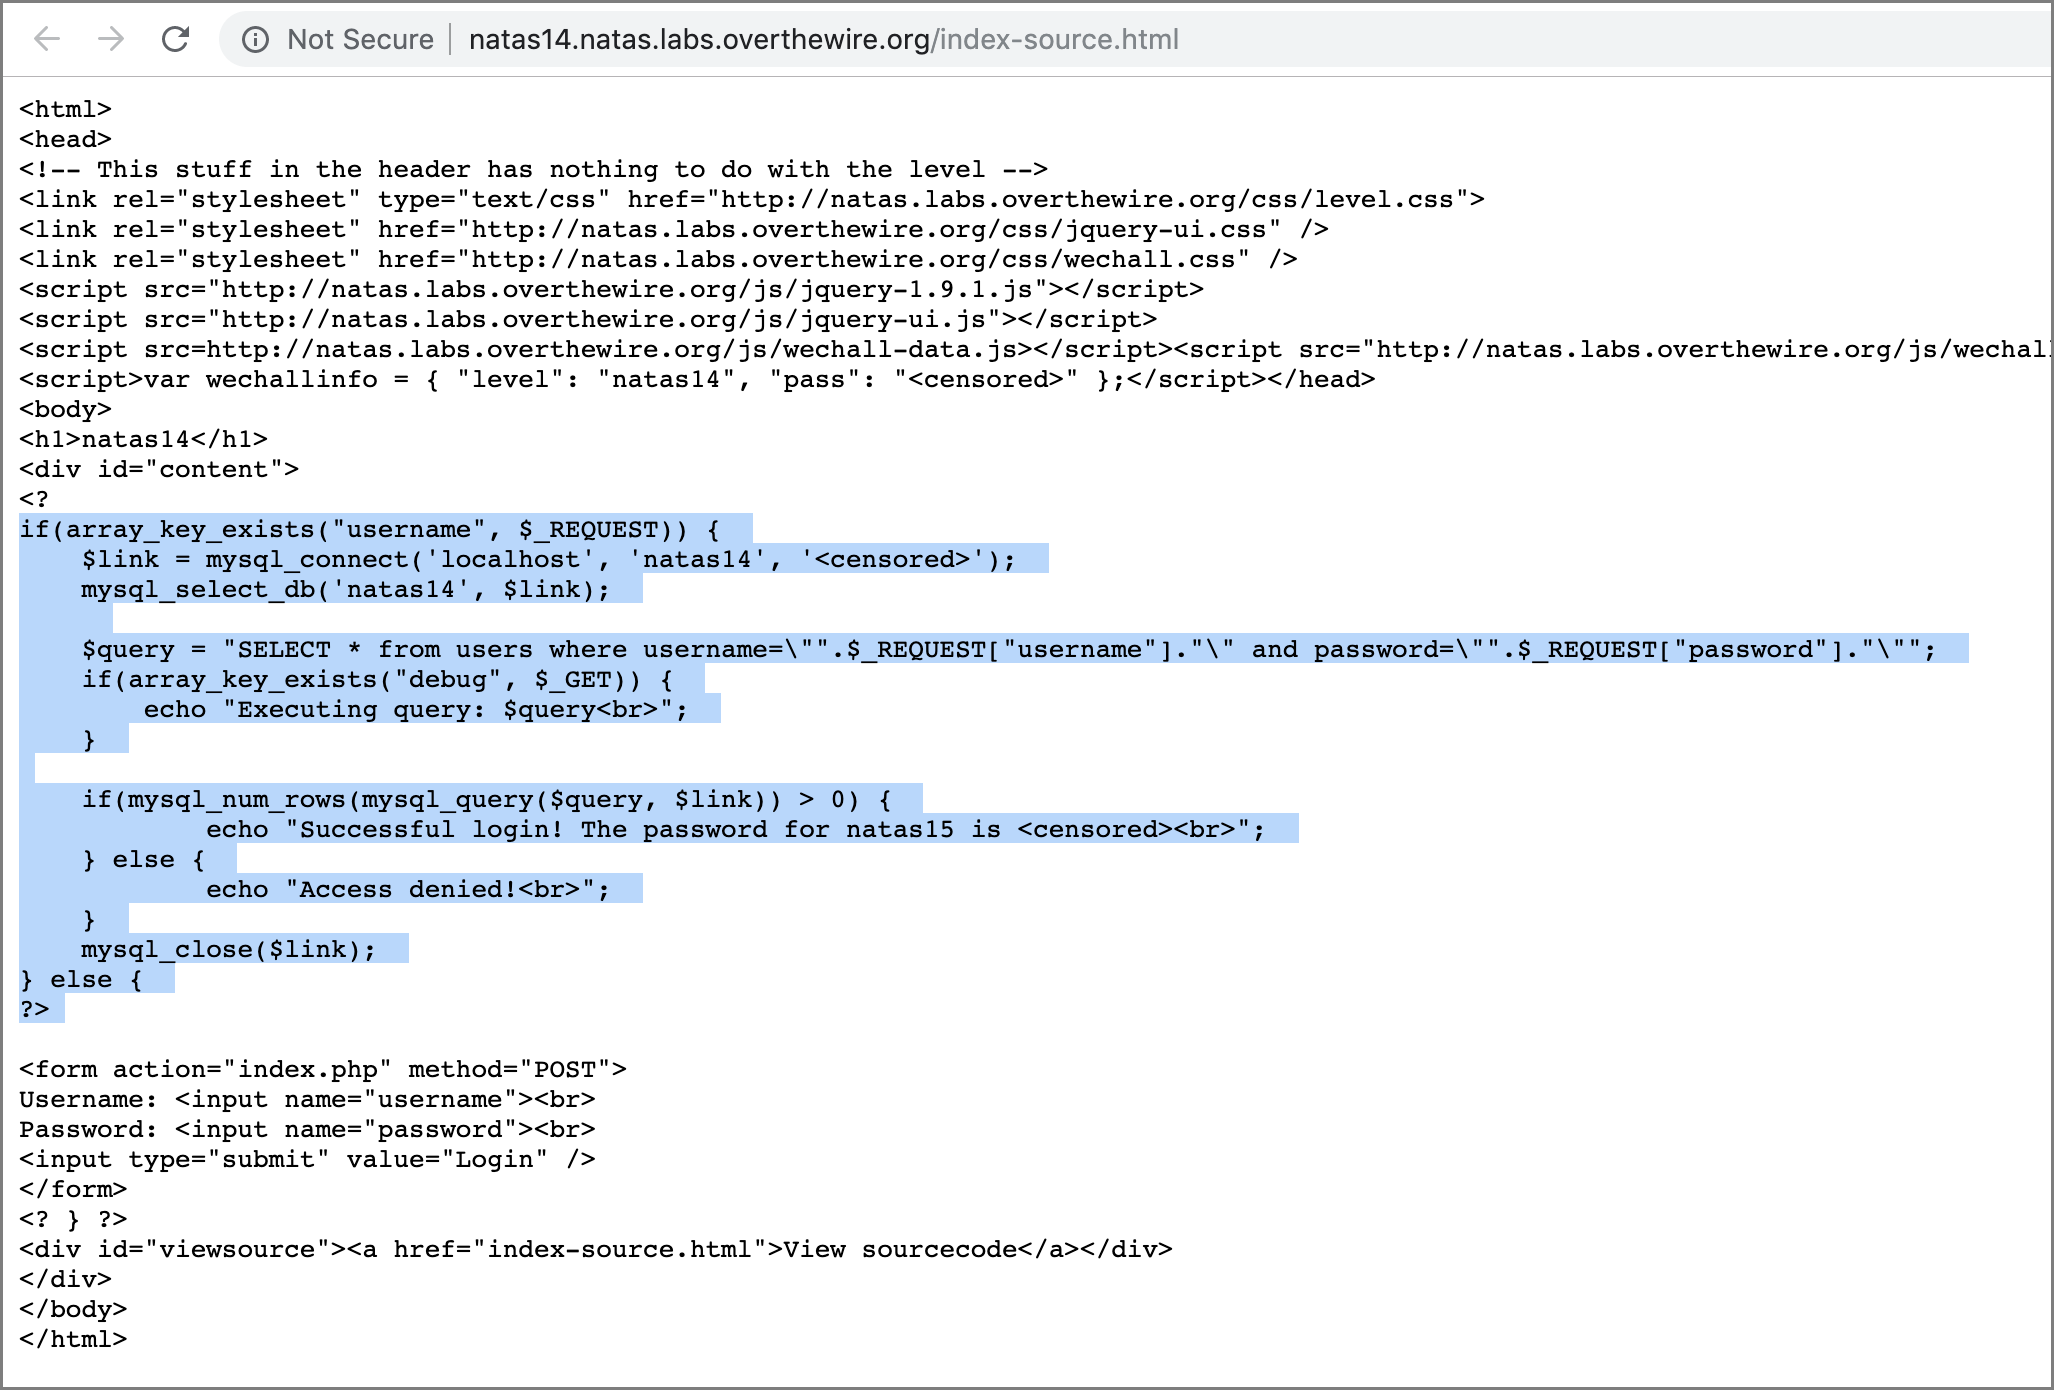 Not Secure | natas14.natas.labs.overthewire.org/index-source.html
<html>
<head>
<!-- This stuff in the header has nothing to do with the level -->
<link rel="stylesheet" type="text/css" href="http://natas.labs.overthewire.org/css/level.css">
<link rel="stylesheet" href="http://natas.labs.overthewire.org/css/jquery-ui.css" />
<link rel="stylesheet" href="http://natas.labs.overthewire.org/css/wechall.css" />
<script src="http://natas.labs.overthewire.org/js/jquery-1.9.1.js"></script>
<script src="http://natas.labs.overthewire.org/js/jquery-ui.js"></script>
<script src=http://natas.labs.overthewire.org/js/wechall-data.js></script><script src="http://natas.labs.overthewire.org/js/wechal
<script>var wechallinfo = { "level": "natas14", "pass": "<censored>" };</script></head>
<body>
<h1>natas14</h1>
<div id="content">
<?
if(array_key_exists("username", $_REQUEST)) {
    $link = mysql_connect('localhost', 'natas14', '<censored>');
    mysql_select_db('natas14', $link);
    $query = "SELECT * from users where username=\"".$_REQUEST["username"]."\" and password=\"".$_REQUEST["password"]."\"";
    if(array_key_exists("debug", $_GET)) {
        echo "Executing query: $query<br>";
    }
    if(mysql_num_rows(mysql_query($query, $link)) > 0) {
            echo "Successful login! The password for natas15 is <censored><br>";
    } else {
            echo "Access denied!<br>";
    }
    mysql_close($link);
} else {
?>
<form action="index.php" method="POST">
Username: <input name="username"><br>
Password: <input name="password"><br>
<input type="submit" value="Login" />
</form>
<? } ?>
<div id="viewsource"><a href="index-source.html">View sourcecode</a></div>
</div>
</body>
</html>